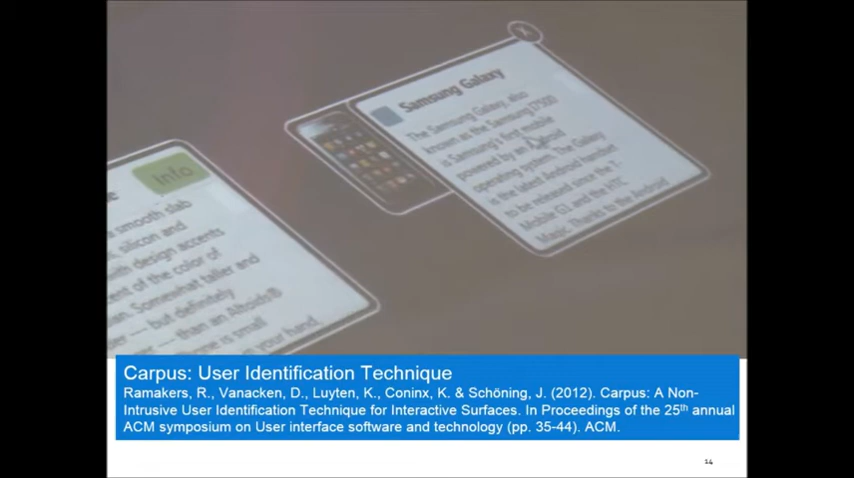 X
Samsung Galaxy
The Samsung Galaxy, also
known as the Samsung I7500
is Samsung's first mobile
powered by an Android
operating system. The Galaxy
is the latest Android handset
to be released since the T-
Mobile G1 and the HTC
Magic. Thanks to the Android
Info
smooth slab
silicon and
with design accents
of the color of
Somewhat taller and
but definitely
than an Altoids®
is small
your hand.
Carpus: User Identification Technique
Ramakers, R., Vanacken, D., Luyten, K., Coninx, K. & Schöning, J. (2012). Carpus: A Non-
Intrusive User Identification Technique for Interactive Surfaces. In Proceedings of the 25th annual
ACM symposium on User interface software and technology (pp. 35-44). ACM.
14